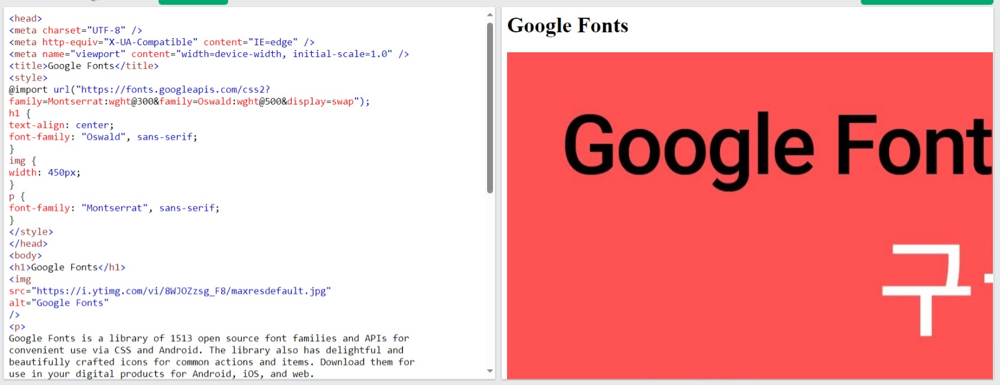 <head>
<meta charset="UTF-8" />
<meta http-equiv="X-UA-Compatible" content="IE=edge" />
<meta name="viewport" content="width=device-width, initial-scale=1.0" />
<title>Google Fonts</title>
<style>
@import url("https://fonts.googleapis.com/css2?
family=Montserrat:wght@300&family=Oswald:wght@500&display=swap");
h1 {
text-align: center;
font-family: "Oswald", sans-serif;
}
img {
width: 450px;
}
p {
font-family: "Montserrat", sans-serif;
}
</style>
</head>
<body>
<h1>Google Fonts</h1>
<img
src="https://i.ytimg.com/vi/8WJOZzsg_F8/maxresdefault.jpg"
alt="Google Fonts"
/>
<p>
Google Fonts is a library of 1513 open source font families and APIs for
convenient use via CSS and Android. The library also has delightful and
beautifully crafted icons for common actions and items. Download them for
use in your digital products for Android, iOS, and web.
Google Fonts
Google Font
구